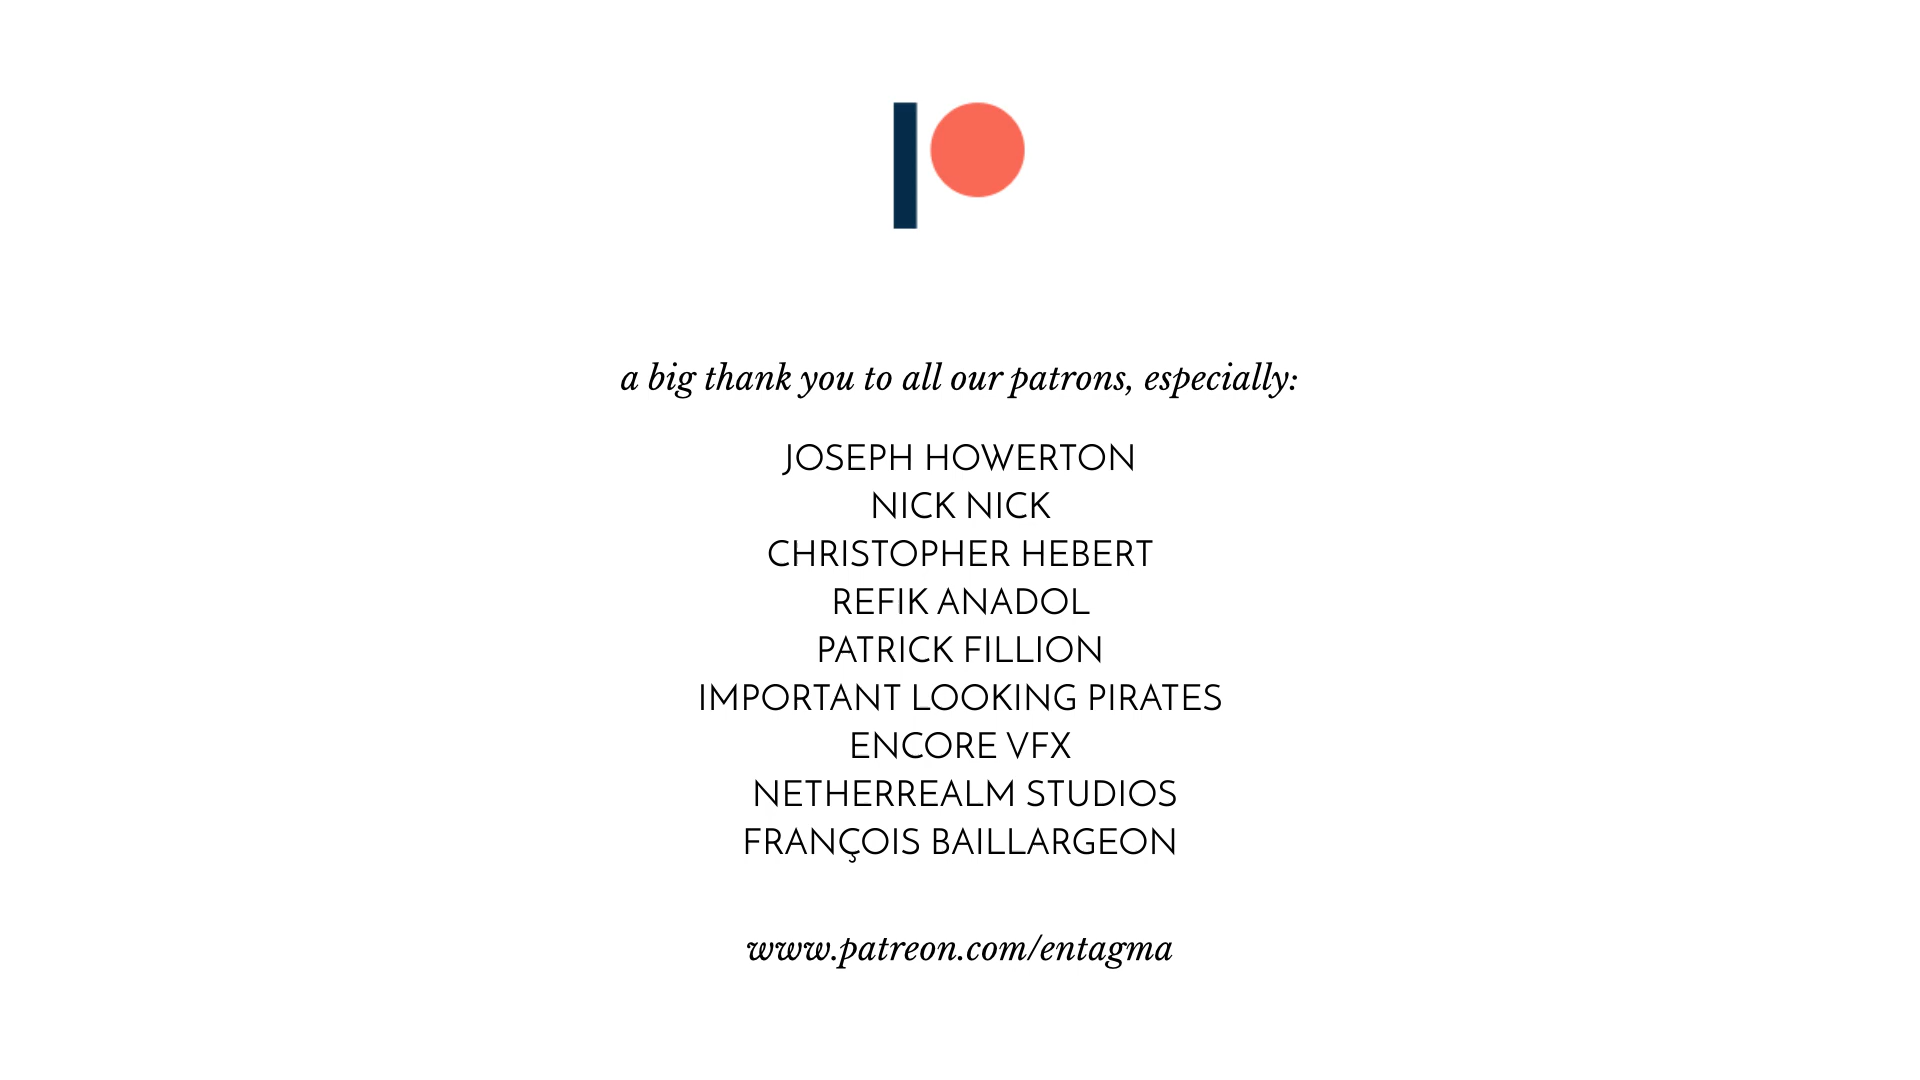 a big thank you to all our patrons, especially:
JOSEPH HOWERTON
NICK NICK
CHRISTOPHER HEBERT
REFIK ANADOL
PATRICK FILLION
IMPORTANT LOOKING PIRATES
ENCORE VFX
NETHERREALM STUDIOS
FRANÇOIS BAILLARGEON
www.patreon.com/entagma